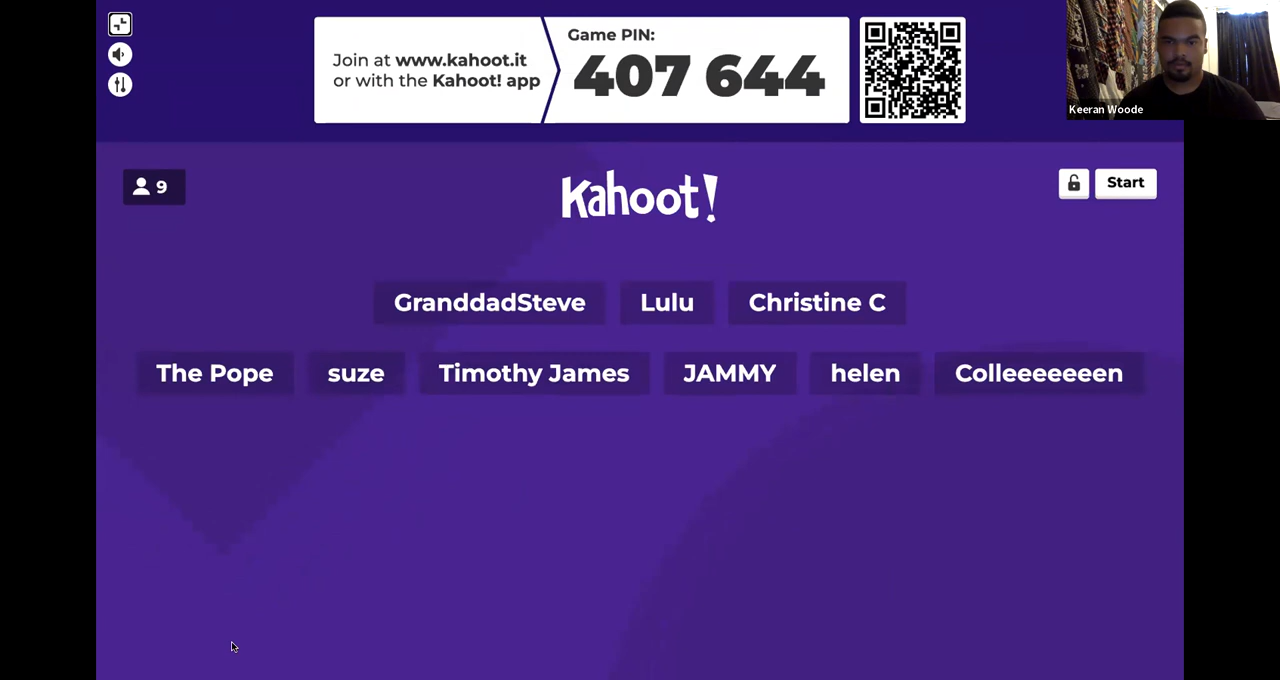 Join at www.kahoot.it
or with the Kahoot! app
Game PIN:
407 644
Keeran Woode
9
Kahoot!
Start
GranddadSteve Lulu Christine C
The Pope suze Timothy James JAMMY helen Colleeeeeeen